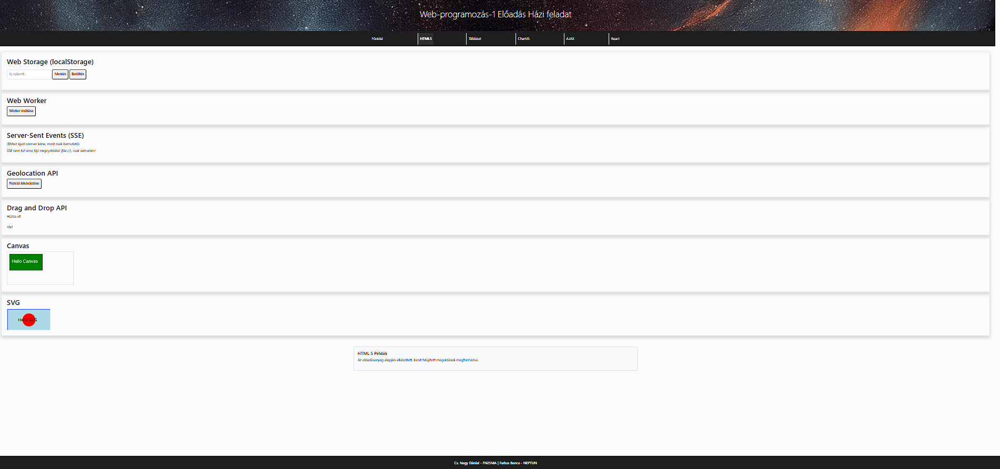 Web-programozás-1 Előadás Házi feladat
Főoldal HTML5 Táblázat ChartJS AJAX React
Web Storage (localStorage)
Írj valamit... Mentés Betöltés
Web Worker
Worker indítása
Server-Sent Events (SSE)
(Ehhez igazi szerver kéne, most csak bemutató)
SSE nem fut sima fájl megnyitásból (file://), csak szerveren!
Geolocation API
Pozíció lekérdezése
Drag and Drop API
Húzza el!
Ide!
Canvas
Hello Canvas
SVG
Hello SVG
HTML 5 Példák
Az előadásanyag alapján elkészített, kicsit felújított megoldások megformázva.
Cs. Nagy Dániel - FN2SMA | Farkas Bence - NEPTUN